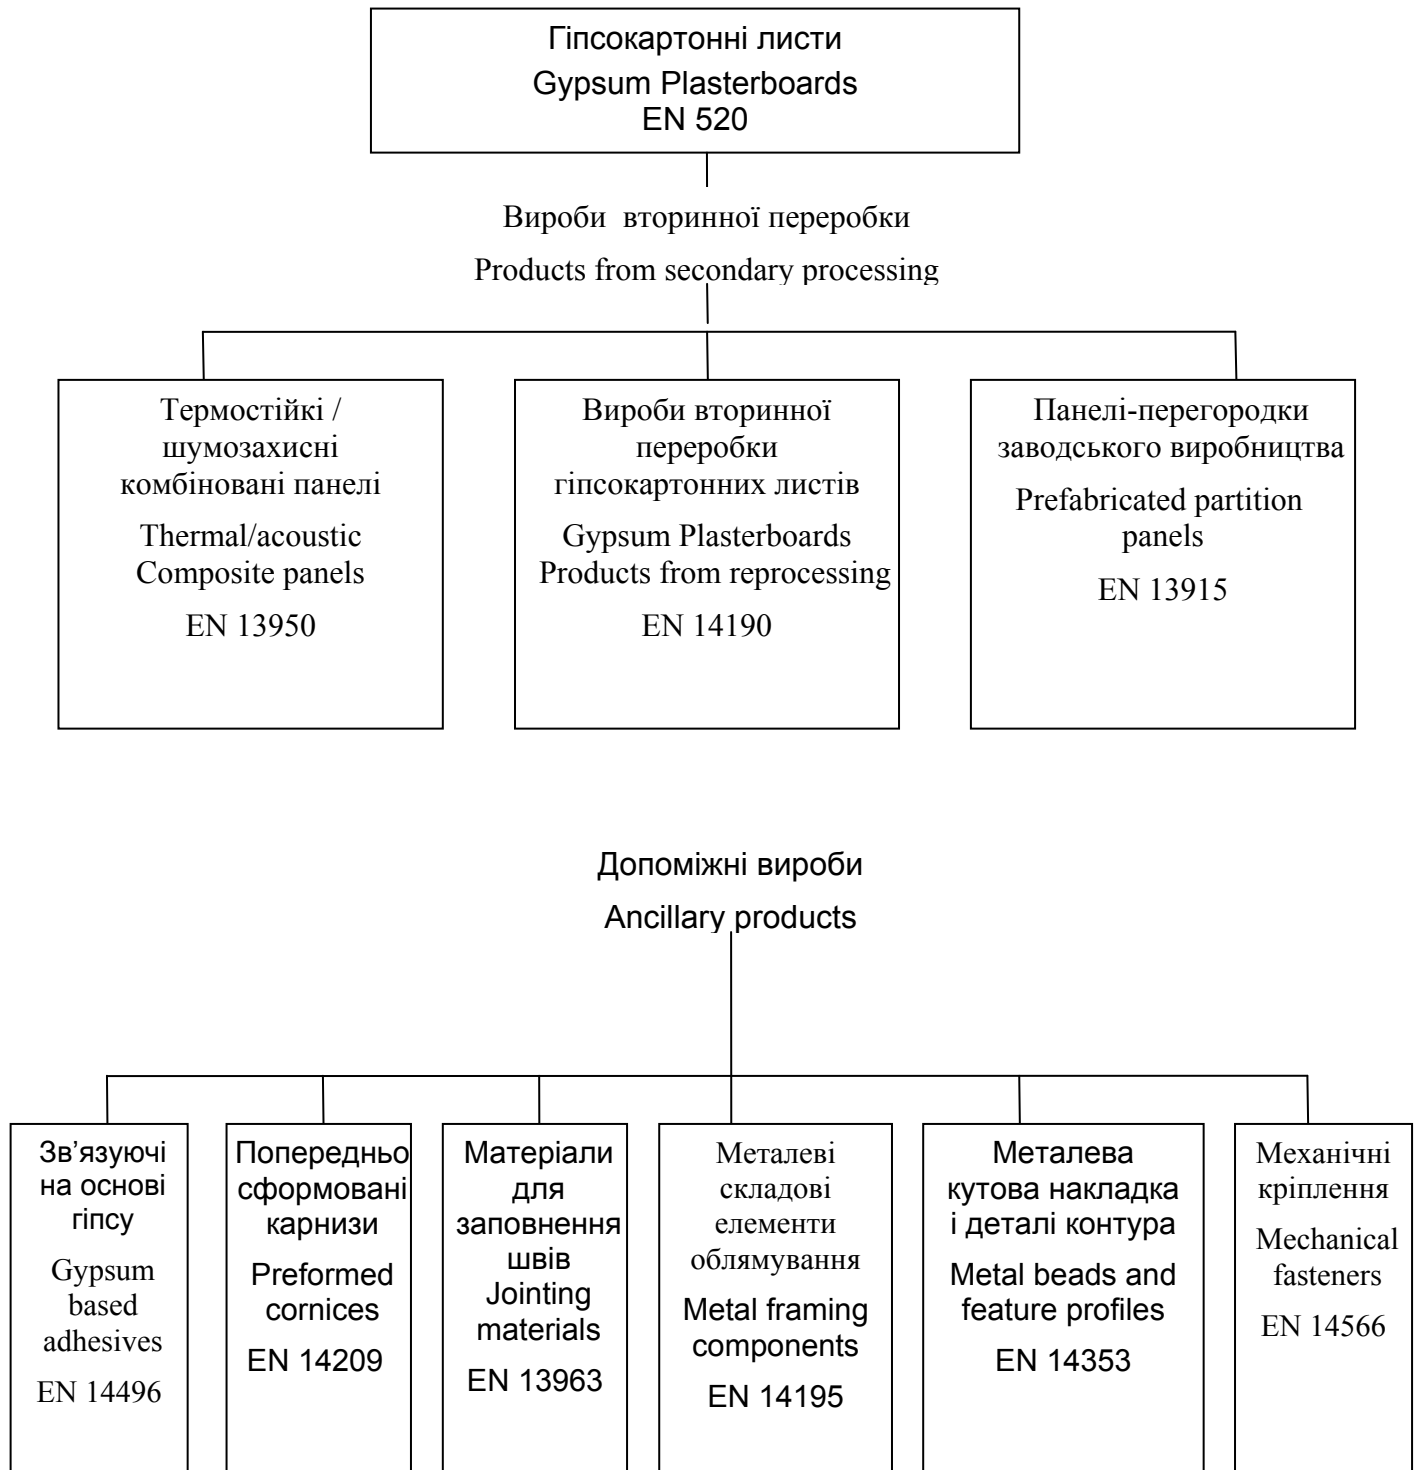 Гіпсокартонні листи
Gypsum Plasterboards
EN 520
Вироби вторинної переробки
Products from secondary processing
Термостійкі /
шумозахисні
комбіновані панелі
Thermal/acoustic
Composite panels
EN 13950
Вироби вторинної
переробки
гіпсокартонних листів
Gypsum Plasterboards
Products from reprocessing
EN 14190
Панелі-перегородки
заводського виробництва
Prefabricated partition
panels
EN 13915
Допоміжні вироби
Ancillary products
Зв’язуючі
на основі
гіпсу
Gypsum
based
adhesives
EN 14496
Попередньо
сформовані
карнизи
Preformed
cornices
EN 14209
Матеріали
для
заповнення
швів
Jointing
materials
EN 13963
Металеві
складові
елементи
облямування
Metal framing
components
EN 14195
Металева
кутова накладка
і деталі контура
Metal beads and
feature profiles
EN 14353
Механічні
кріплення
Mechanical
fasteners
EN 14566